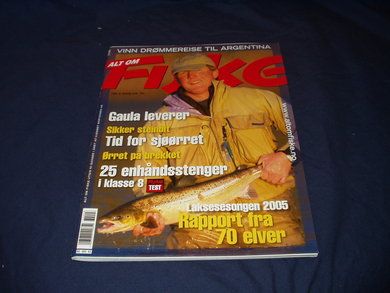 VINN DRØMMEREISE TIL ARGENTINA
ALT OM
FISKE
Gaula leverer
Sikker steinbit
Tid for sjøørret
Ørret på brekket
25 enhåndsstenger
i klasse 8
TEST
Laksesesongen 2005
Rapport fra
70 elver
www.altomfiske.no